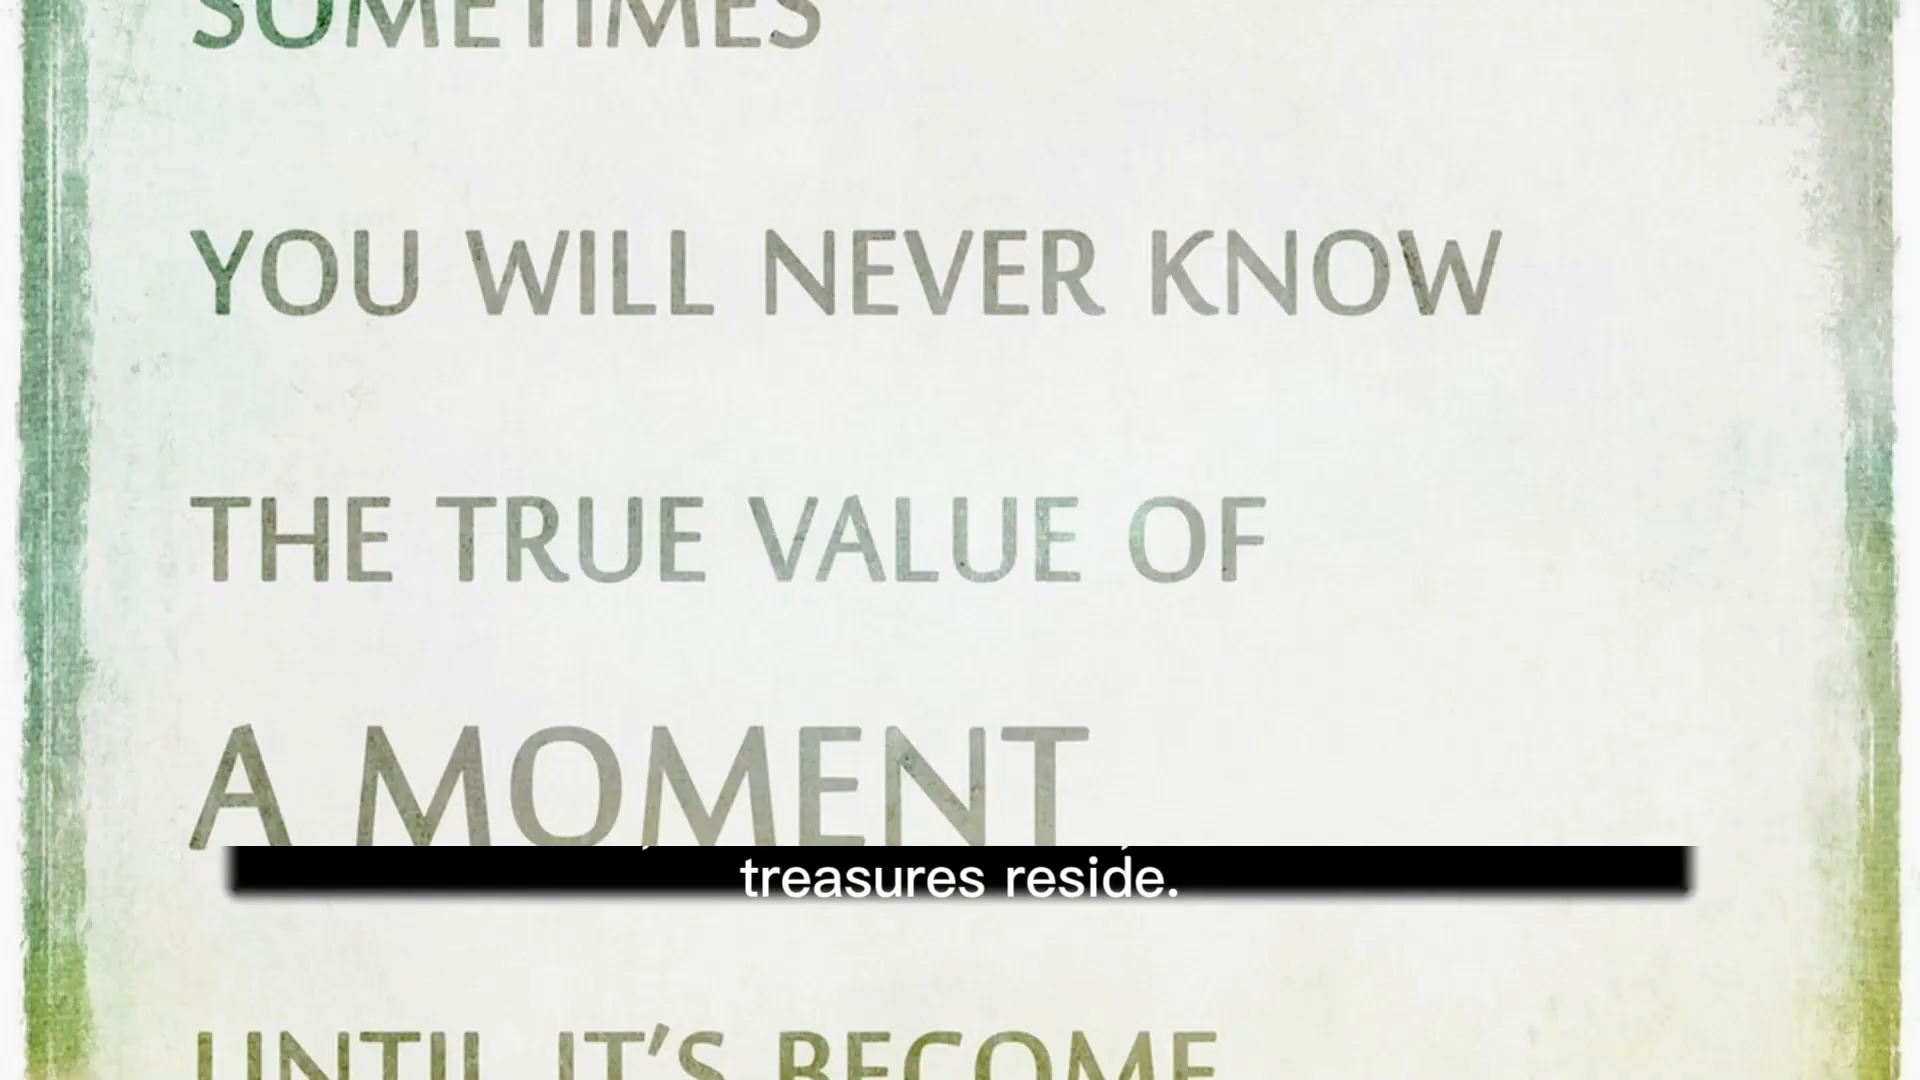 SOMETIMES
YOU WILL NEVER KNOW
THE TRUE VALUE OF
A MOMENT
treasures reside.
UNTIL IT'S BECOME